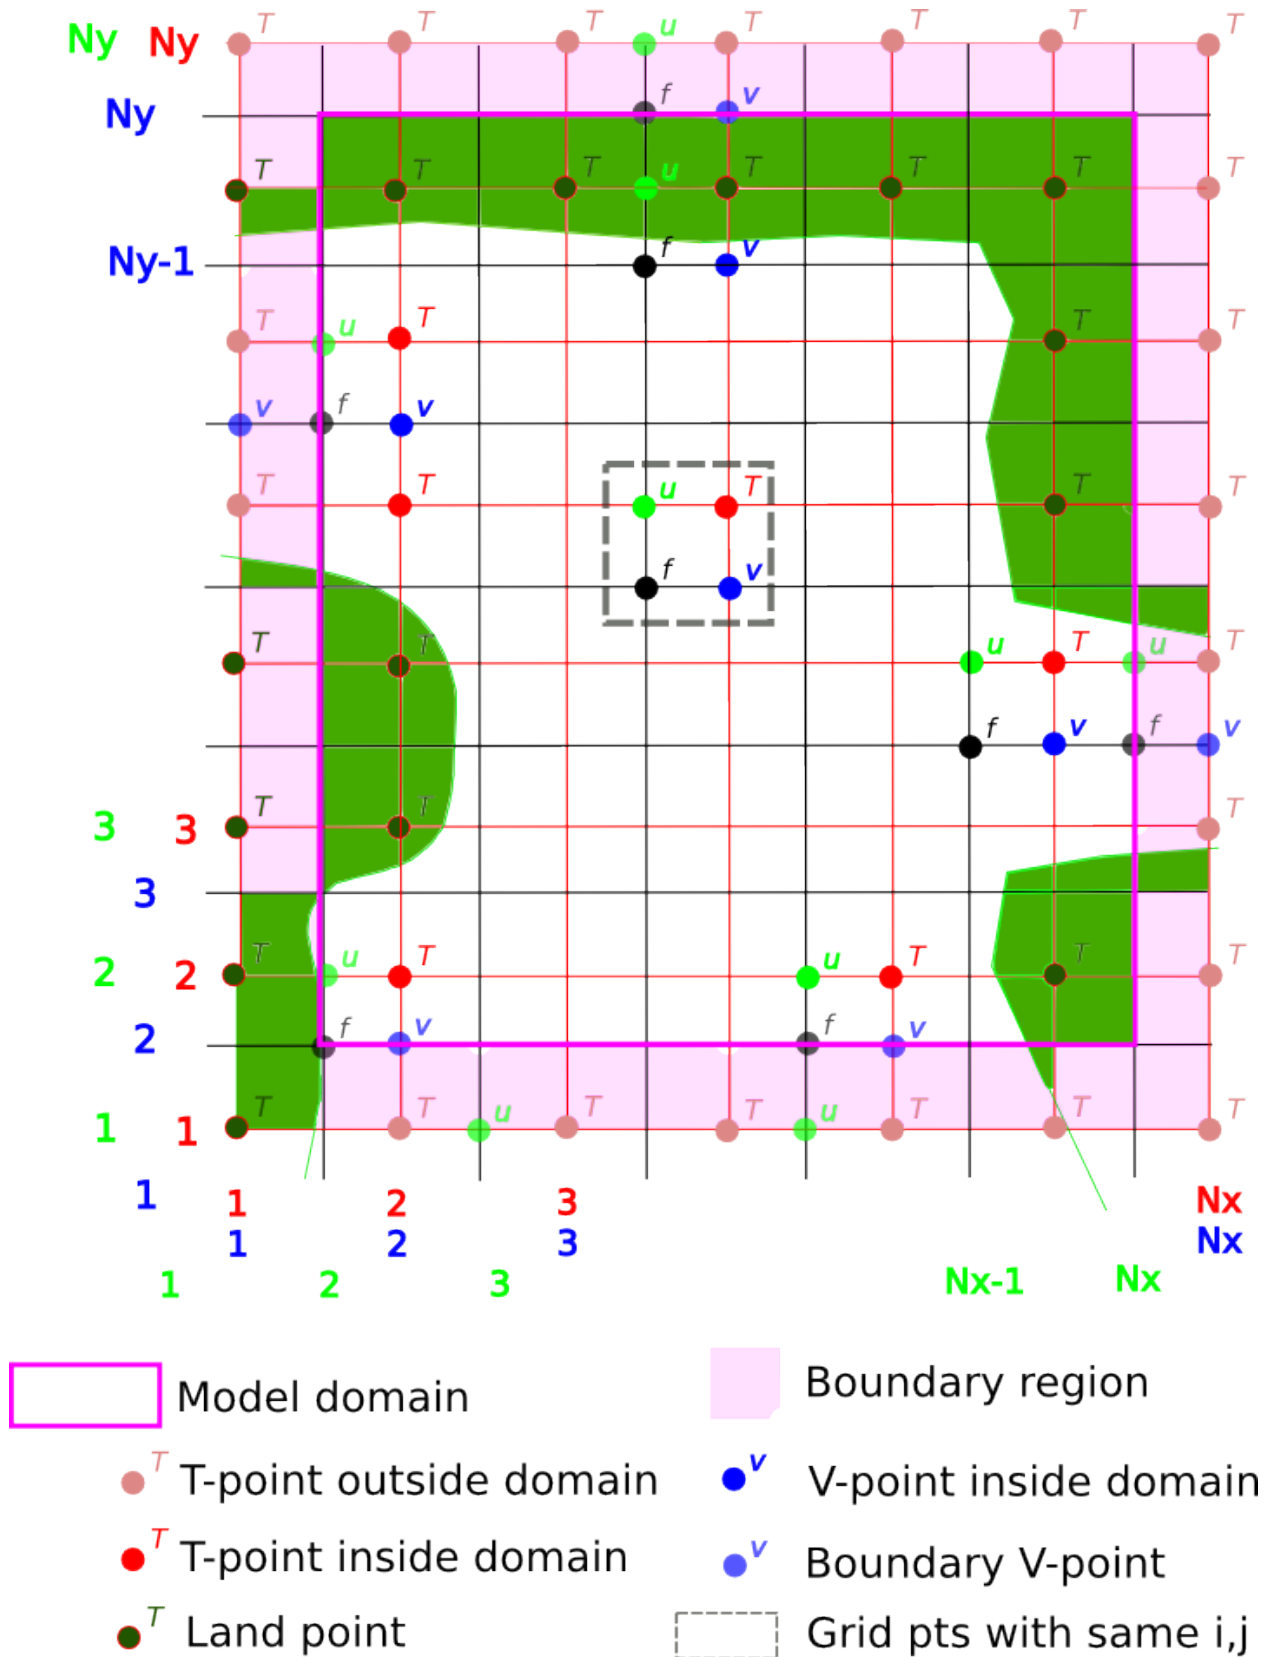 T T T u T T T T
Ny Ny
f v
Ny
T T T u T T T T
f v
Ny-1
T u T T T
v f v
T T u T T T
f v
T T u T u T
f v f v
3 3 T T T
3
2 2 T u T u T T T
2 f v f v
1 1 T T u T T u T T T
1 1 2 3 Nx
1 2 3 Nx
1 2 3 Nx-1 Nx
Model domain
Boundary region
T T-point outside domain
v V-point inside domain
T T-point inside domain
v Boundary V-point
T Land point
Grid pts with same i,j